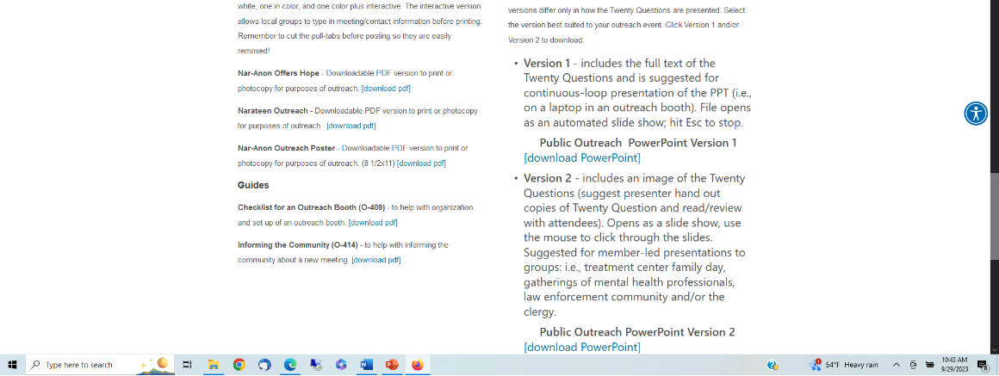 white, one in color, and one color plus interactive. The interactive version
allows local groups to type in meeting/contact information before printing.
Remember to cut the pull-tabs before posting so they are easily
removed!
Nar-Anon Offers Hope - Downloadable PDF version to print or
photocopy for purposes of outreach. [download pdf]
Narateen Outreach - Downloadable PDF version to print or photocopy
for purposes of outreach. [download pdf]
Nar-Anon Outreach Poster - Downloadable PDF version to print or
photocopy for purposes of outreach. (8 1/2x11) [download pdf]
Guides
Checklist for an Outreach Booth (O-409) - to help with organization
and set up of an outreach booth. [download pdf]
Informing the Community (O-414) - to help with informing the
community about a new meeting. [download pdf]
versions differ only in how the Twenty Questions are presented. Select
the version best suited to your outreach event. Click Version 1 and/or
Version 2 to download.
• Version 1 - includes the full text of the
Twenty Questions and is suggested for
continuous-loop presentation of the PPT (i.e.,
on a laptop in an outreach booth). File opens
as an automated slide show; hit Esc to stop.
Public Outreach PowerPoint Version 1
[download PowerPoint]
• Version 2 - includes an image of the Twenty
Questions (suggest presenter hand out
copies of Twenty Question and read/review
with attendees). Opens as a slide show, use
the mouse to click through the slides.
Suggested for member-led presentations to
groups: i.e., treatment center family day,
gatherings of mental health professionals,
law enforcement community and/or the
clergy.
Public Outreach PowerPoint Version 2
[download PowerPoint]
Type here to search
54°F Heavy rain
10:43 AM
9/29/2023
8